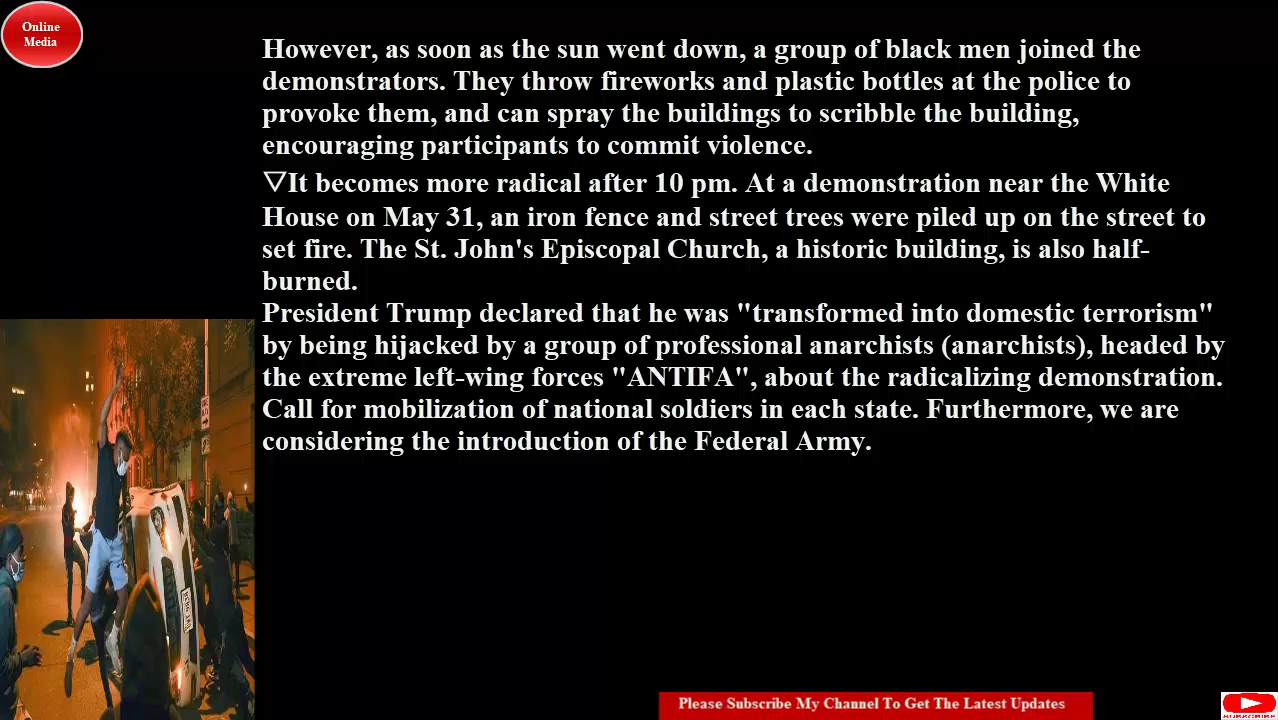 Online
Media
However, as soon as the sun went down, a group of black men joined the
demonstrators. They throw fireworks and plastic bottles at the police to
provoke them, and can spray the buildings to scribble the building,
encouraging participants to commit violence.
▽It becomes more radical after 10 pm. At a demonstration near the White
House on May 31, an iron fence and street trees were piled up on the street to
set fire. The St. John's Episcopal Church, a historic building, is also half-
burned.
President Trump declared that he was "transformed into domestic terrorism"
by being hijacked by a group of professional anarchists (anarchists), headed by
the extreme left-wing forces "ANTIFA", about the radicalizing demonstration.
Call for mobilization of national soldiers in each state. Furthermore, we are
considering the introduction of the Federal Army.
Please Subscribe My Channel To Get The Latest Updates